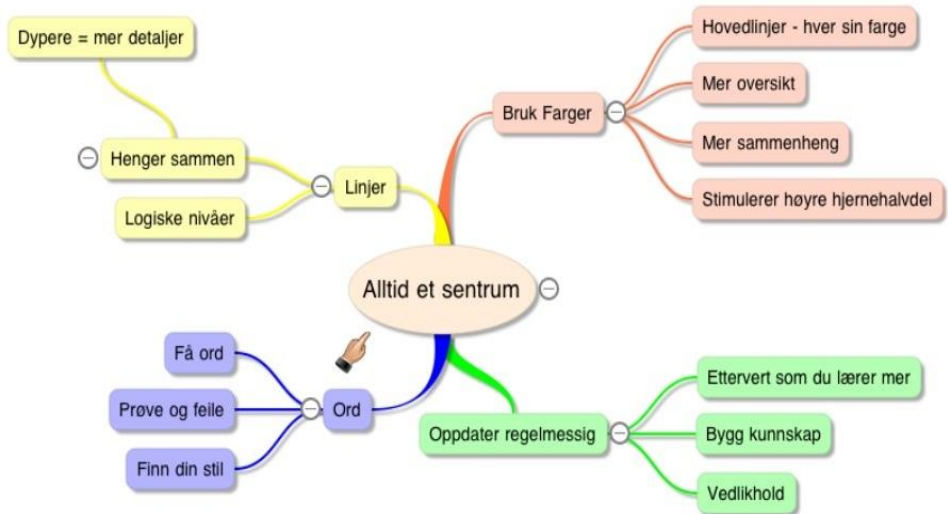 Dypere = mer detaljer
Henger sammen
Logiske nivåer
Linjer
Bruk Farger
Hovedlinjer - hver sin farge
Mer oversikt
Mer sammenheng
Stimulerer høyre hjernehalvdel
Alltid et sentrum
Få ord
Prøve og feile
Finn din stil
Ord
Oppdater regelmessig
Ettervert som du lærer mer
Bygg kunnskap
Vedlikhold